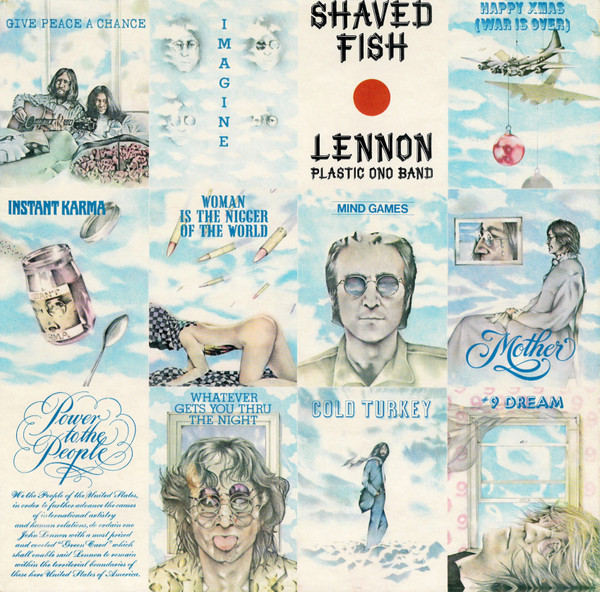 GIVE PEACE A CHANCE
IMAGINE
SHAVED
FISH
LENNON
PLASTIC ONO BAND
HAPPY XMAS
(WAR IS OVER)
INSTANT KARMA
WOMAN
IS THE NIGGER
OF THE WORLD
MIND GAMES
Mother
Power
to the
People
We the People of the United States,
in order to further advance the causes
of international artistry
and human relations, do ordain one
John Lennon with a most prized
and coveted "Green Card" which
shall enable said Lennon to remain
within the territorial boundaries of
these here United States of America.
WHATEVER
GETS YOU THRU
THE NIGHT
COLD TURKEY
#9 DREAM